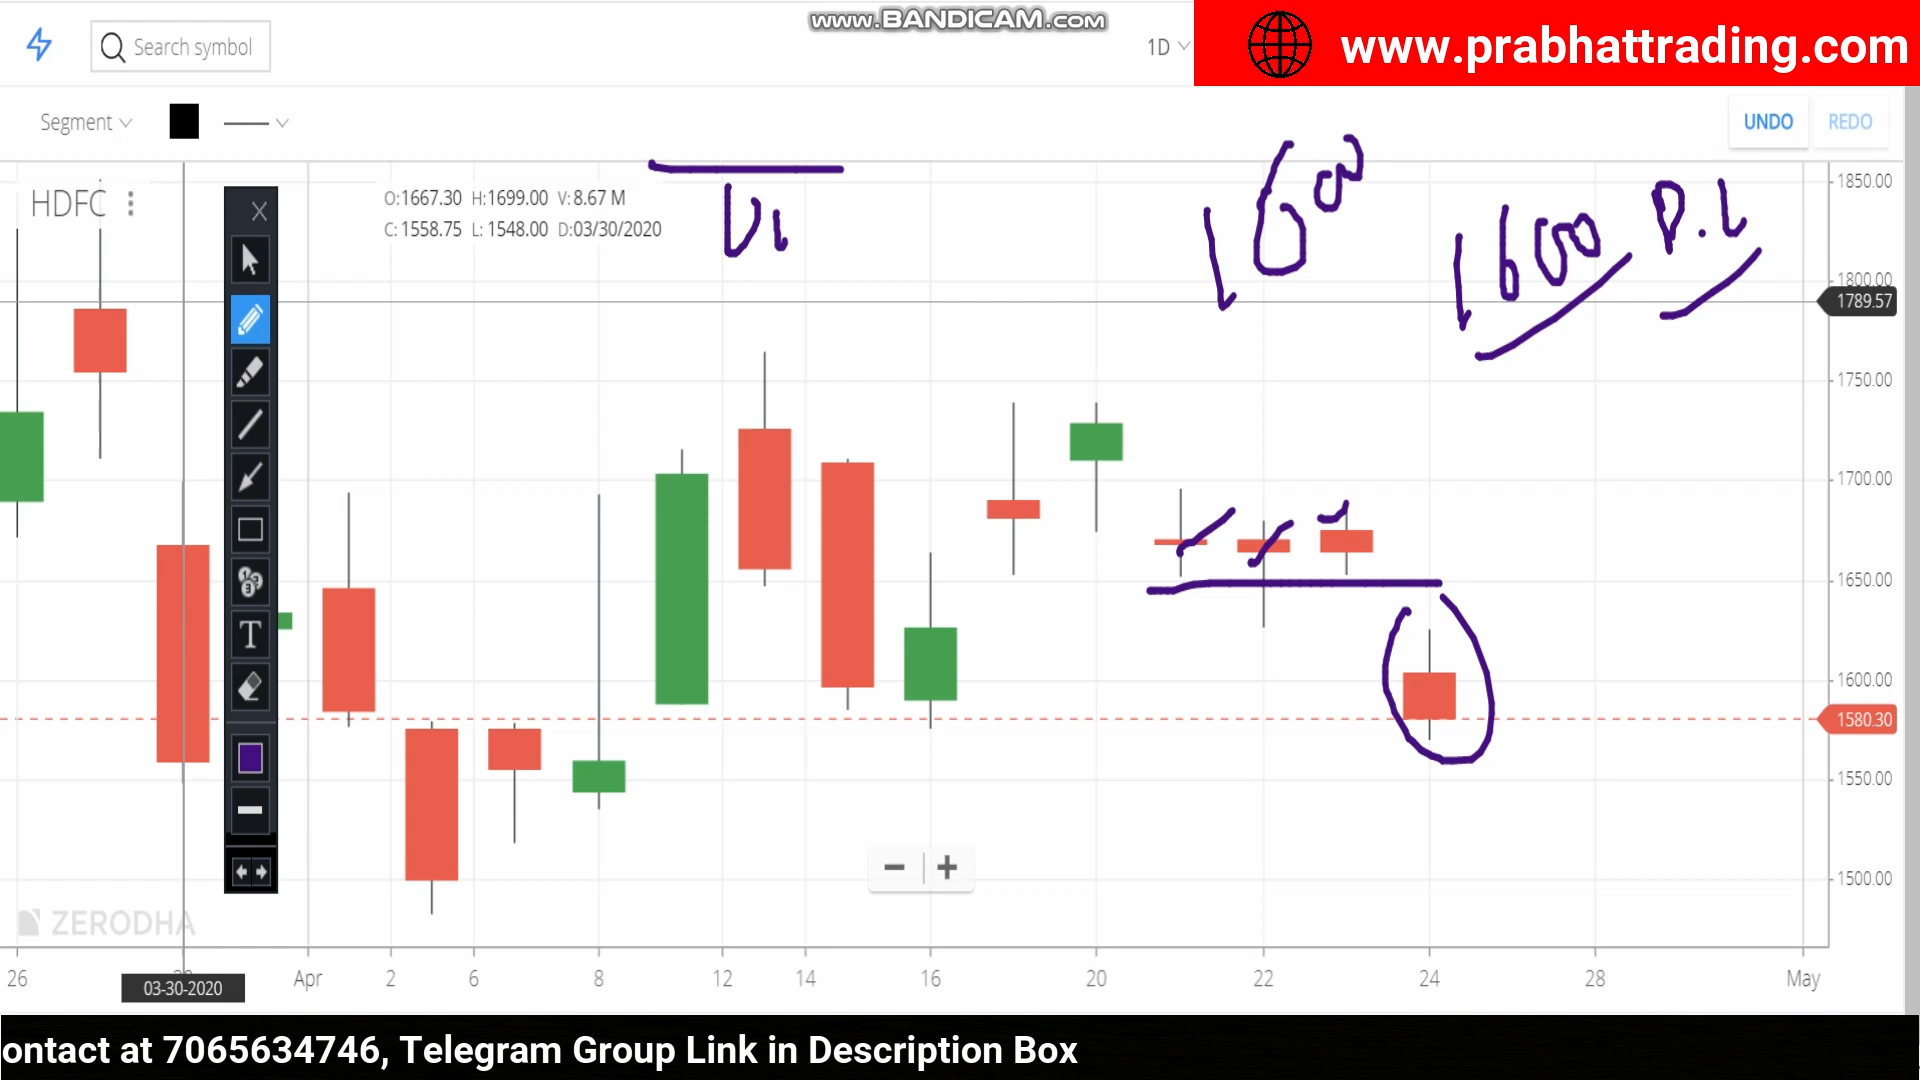 www.BANDICAM.com
Search symbol
1D
www.prabhattrading.com
Segment
UNDO
REDO
HDFC
O:1667.30 H:1699.00 V:8.67 M
C:1558.75 L:1548.00 D:03/30/2020
1600
1600 P.L
1850.00
1800.00
1789.57
1750.00
1700.00
1650.00
1600.00
1580.30
1550.00
1500.00
T
ZERODHA
26
Apr
2
6
8
12
14
16
20
22
24
28
May
03-30-2020
ontact at 7065634746, Telegram Group Link in Description Box